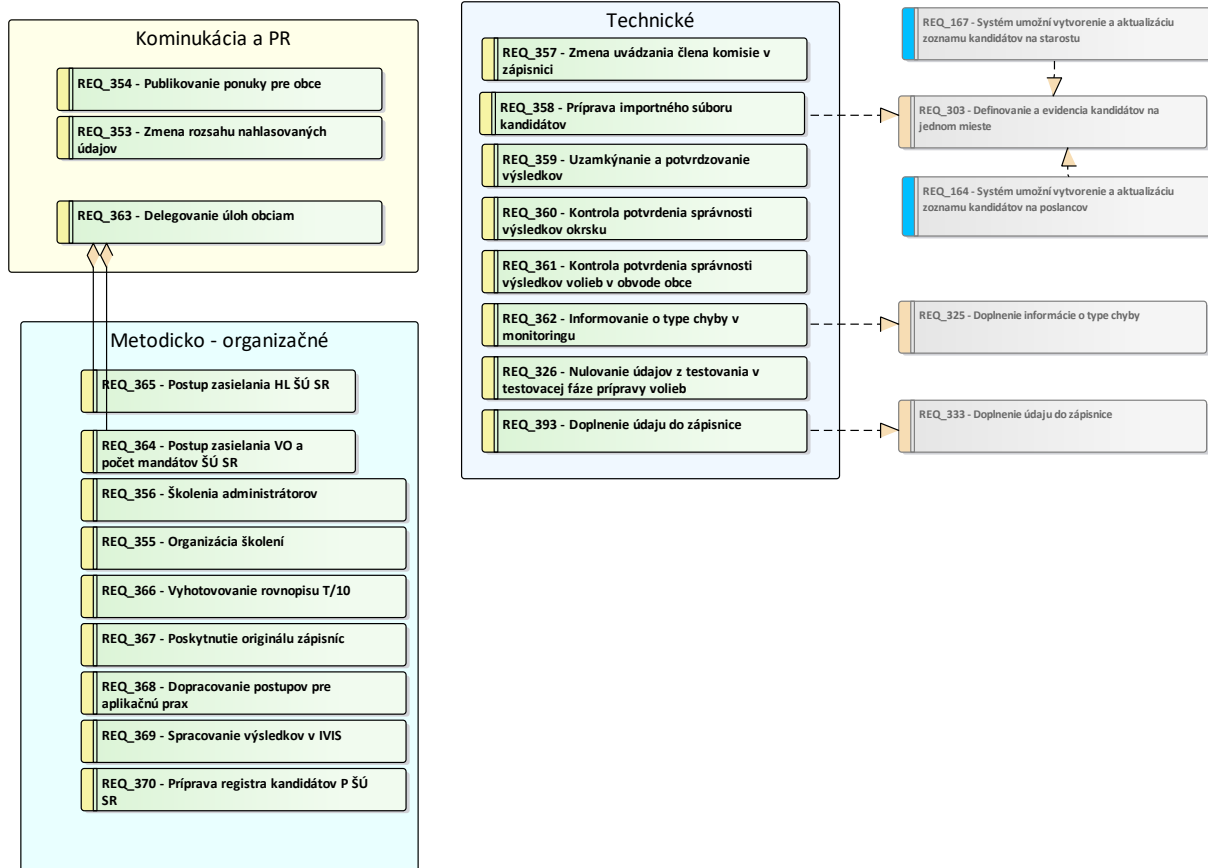 Kominukácia a PR
REQ_354 - Publikovanie ponuky pre obce
REQ_353 - Zmena rozsahu nahlasovaných
údajov
REQ_363 - Delegovanie úloh obciam
Metodicko - organizačné
REQ_365 - Postup zasielania HL ŠÚ SR
REQ_364 - Postup zasielania VO a
počet mandátov ŠÚ SR
REQ_356 - Školenia administrátorov
REQ_355 - Organizácia školení
REQ_366 - Vyhotovovanie rovnopisu T/10
REQ_367 - Poskytnutie originálu zápisníc
REQ_368 - Dopracovanie postupov pre
aplikačnú prax
REQ_369 - Spracovanie výsledkov v IVIS
REQ_370 - Príprava registra kandidátov P ŠÚ
SR
Technické
REQ_357 - Zmena uvádzania člena komisie v
zápisnici
REQ_358 - Príprava importného súboru
kandidátov
REQ_359 - Uzamkýnanie a potvrdzovanie
výsledkov
REQ_360 - Kontrola potvrdenia správnosti
výsledkov okrsku
REQ_361 - Kontrola potvrdenia správnosti
výsledkov volieb v obvode obce
REQ_362 - Informovanie o type chyby v
monitoringu
REQ_326 - Nulovanie údajov z testovania v
testovacej fáze prípravy volieb
REQ_393 - Doplnenie údaju do zápisnice
REQ_167 - Systém umožní vytvorenie a aktualizáciu
zoznamu kandidátov na starostu
REQ_303 - Definovanie a evidencia kandidátov na
jednom mieste
REQ_164 - Systém umožní vytvorenie a aktualizáciu
zoznamu kandidátov na poslancov
REQ_325 - Doplnenie informácie o type chyby
REQ_333 - Doplnenie údaju do zápisnice